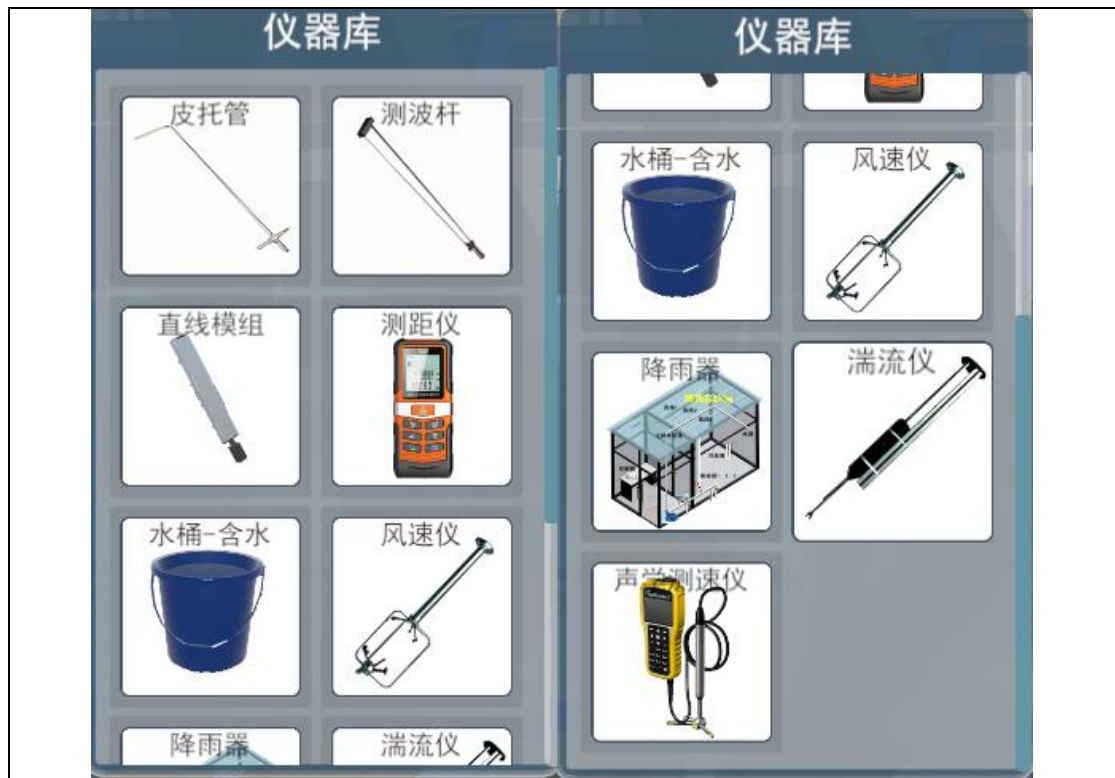 仪器库
皮托管
测波杆
直线模组
测距仪
水桶-含水
风速仪
降雨器
湍流仪
仪器库
水桶-含水
风速仪
降雨器
湍流仪
声学测速仪